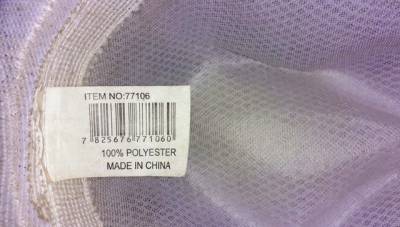 ITEM NO:77106
7 825676 771060
100% POLYESTER
MADE IN CHINA